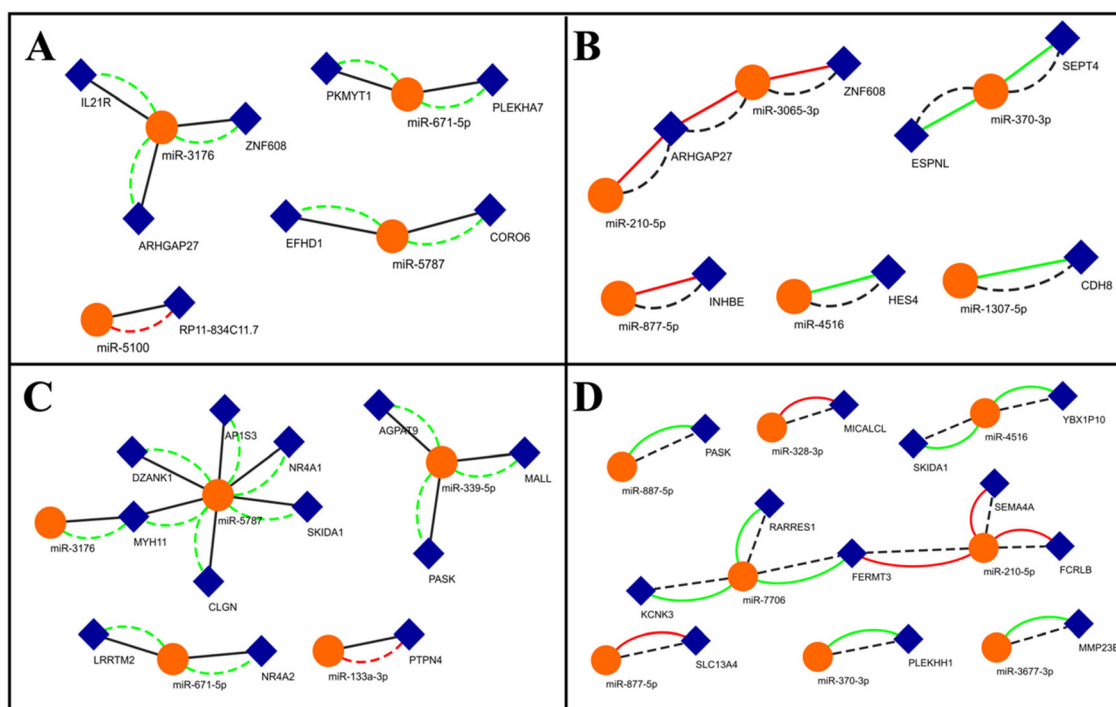 A
IL21R
miR-3176
ZNF608
ARHGAP27
PKMYT1
miR-671-5p
PLEKHA7
EFHD1
miR-5787
CORO6
miR-5100
RP11-834C11.7
B
ZNF608
miR-3065-3p
ARHGAP27
miR-210-5p
SEPT4
miR-370-3p
ESPNL
miR-877-5p
INHBE
miR-4516
HES4
miR-1307-5p
CDH8
C
AP1S3
DZANK1
NR4A1
miR-5787
SKIDA1
miR-3176
MYH11
CLGN
AGPAT9
miR-339-5p
MALL
PASK
LRRTM2
miR-671-5p
NR4A2
miR-133a-3p
PTPN4
D
PASK
miR-887-5p
miR-328-3p
MICALCL
YBX1P10
miR-4516
SKIDA1
RARRES1
SEMA4A
miR-210-5p
FCRLB
FERMT3
miR-7706
KCNK3
miR-877-5p
SLC13A4
miR-370-3p
PLEKHH1
miR-3677-3p
MMP23B